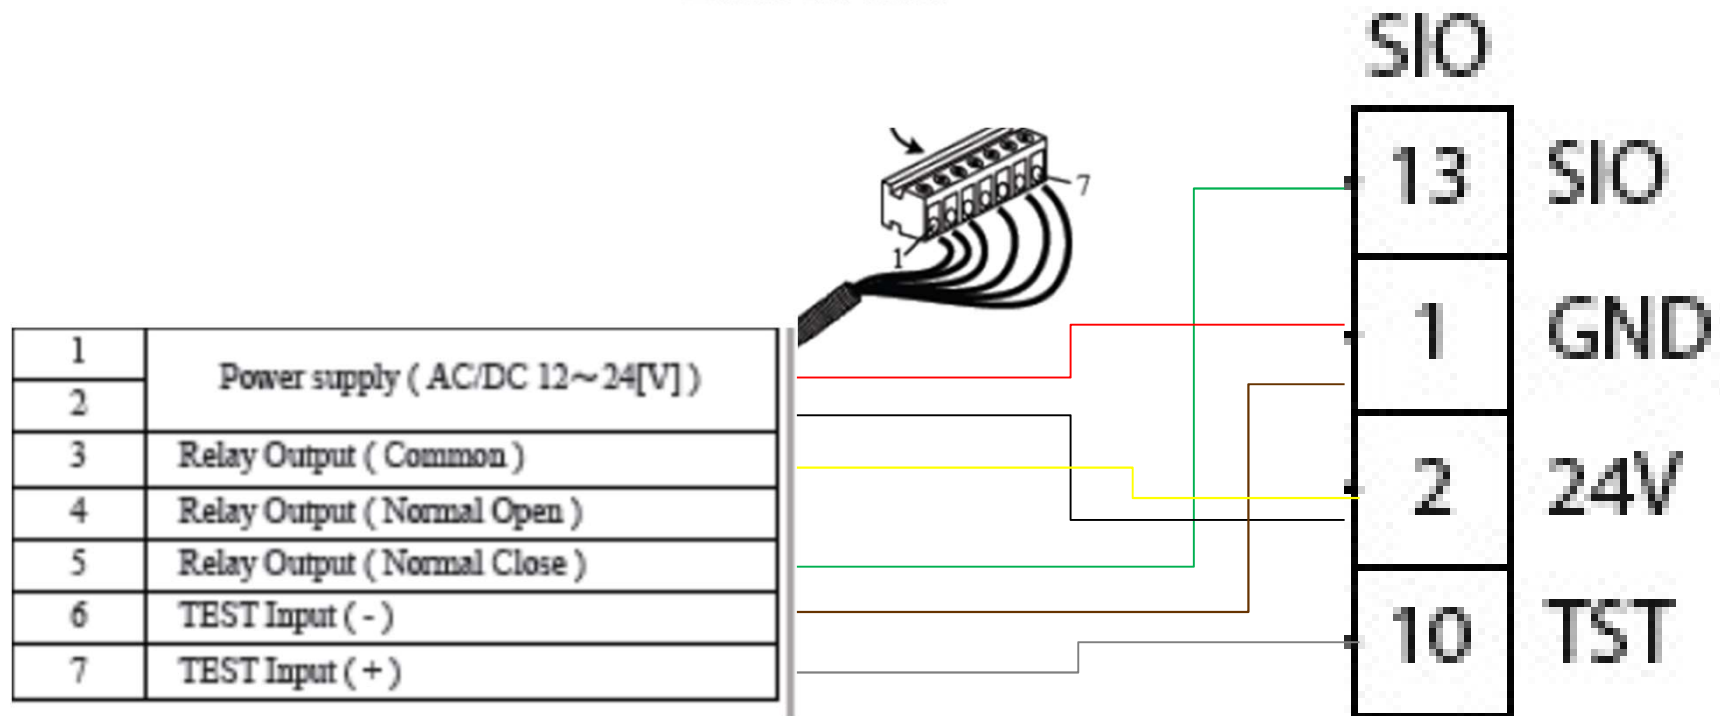 SIO
13 SIO
7
1
1 GND
1
Power supply ( AC/DC 12~24[V] )
2
3 Relay Output ( Common )
2 24V
4 Relay Output ( Normal Open )
5 Relay Output ( Normal Close )
6 TEST Input ( - )
10 TST
7 TEST Input ( + )